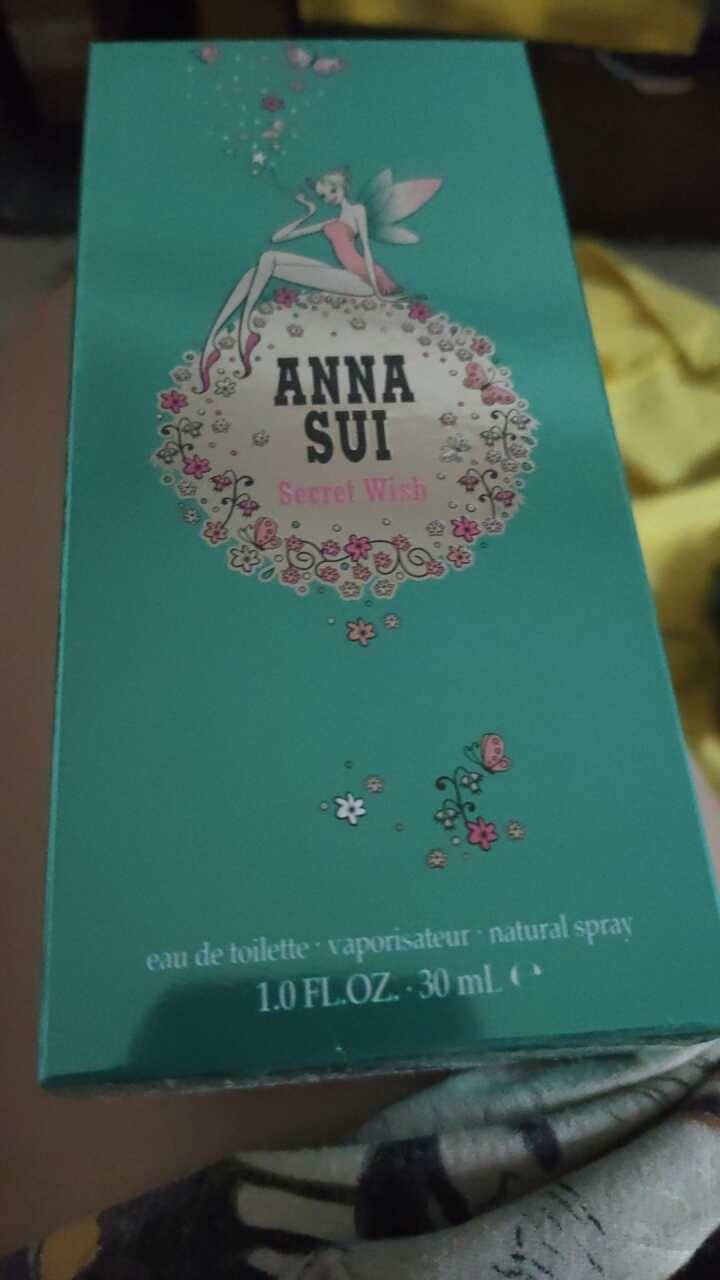 ANNA
SUI
Secret Wish
eau de toilette · vaporisateur · natural spray
1.0 FL.OZ. · 30 mL ℮